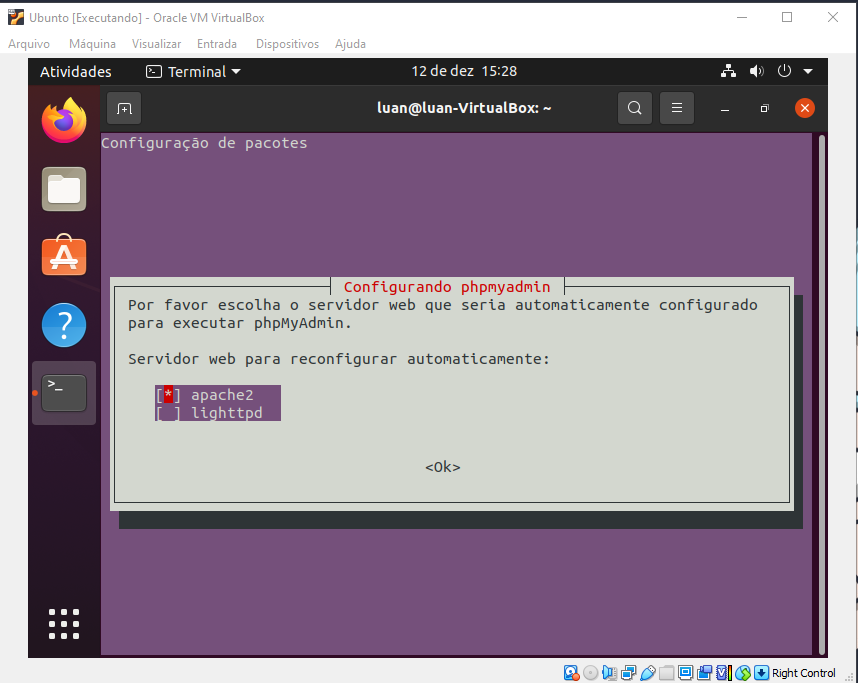 Ubunto [Executando] - Oracle VM VirtualBox
Arquivo Máquina Visualizar Entrada Dispositivos Ajuda
Atividades Terminal 12 de dez 15:28
luan@luan-VirtualBox: ~
Configuração de pacotes
Configurando phpmyadmin
Por favor escolha o servidor web que seria automaticamente configurado
para executar phpMyAdmin.
Servidor web para reconfigurar automaticamente:
[*] apache2
[ ] lighttpd
<Ok>
Right Control